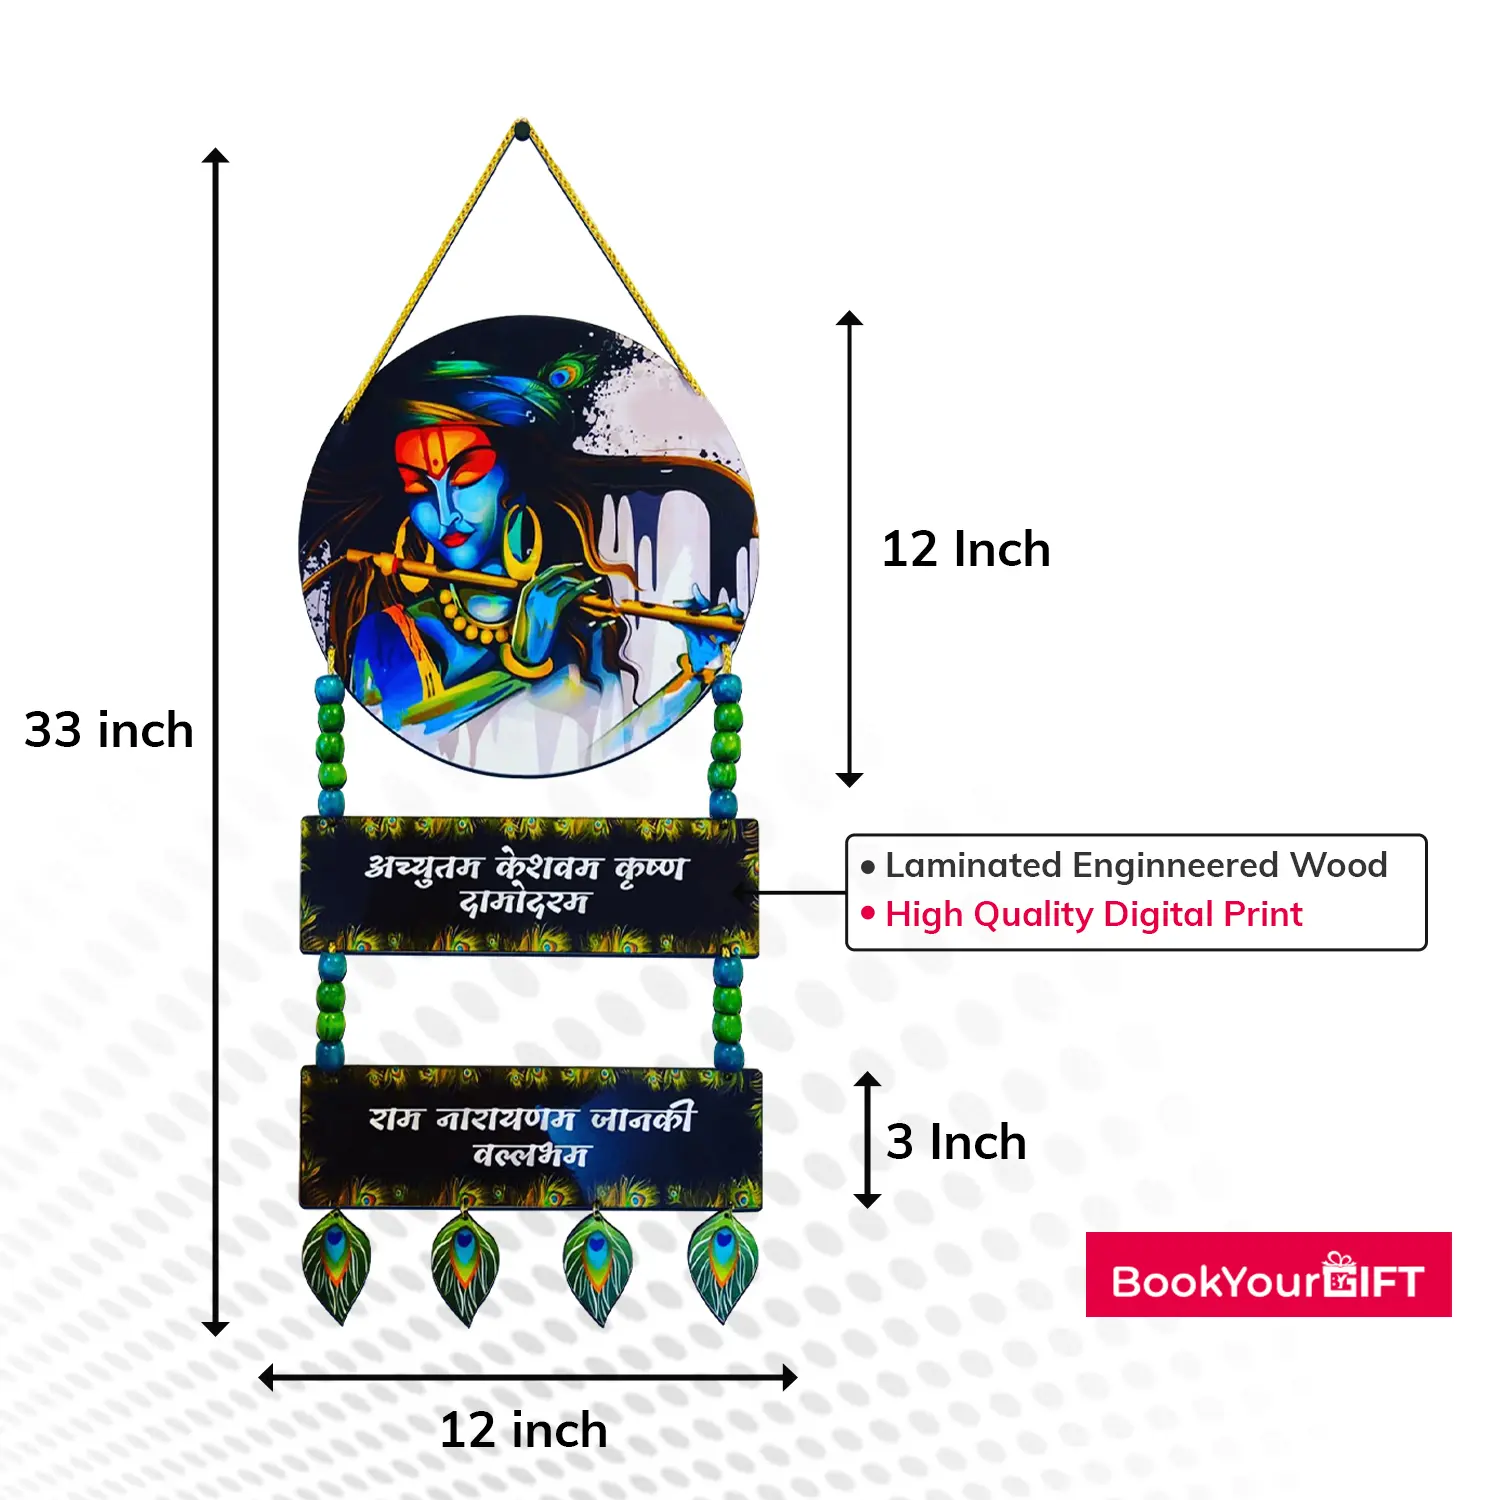 33 inch
12 Inch
अच्युतम केशवम कृष्ण
दामोदरम
• Laminated Enginneered Wood
• High Quality Digital Print
राम नारायणम जानकी
वल्लभम
3 Inch
BookYourGIFT
12 inch